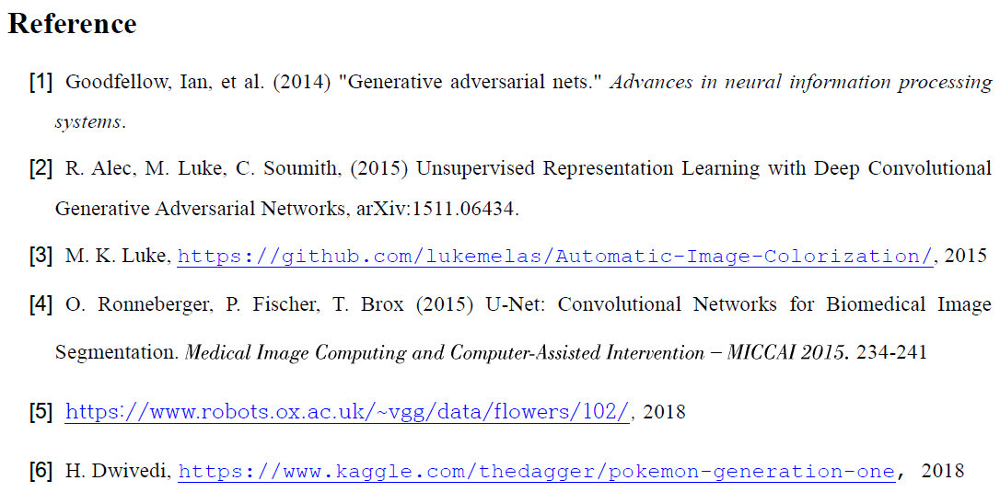 Reference
[1] Goodfellow, Ian, et al. (2014) "Generative adversarial nets." Advances in neural information processing
systems.
[2] R. Alec, M. Luke, C. Soumith, (2015) Unsupervised Representation Learning with Deep Convolutional
Generative Adversarial Networks, arXiv:1511.06434.
[3] M. K. Luke, https://github.com/lukemelas/Automatic-Image-Colorization/, 2015
[4] O. Ronneberger, P. Fischer, T. Brox (2015) U-Net: Convolutional Networks for Biomedical Image
Segmentation. Medical Image Computing and Computer-Assisted Intervention – MICCAI 2015. 234-241
[5] https://www.robots.ox.ac.uk/~vgg/data/flowers/102/, 2018
[6] H. Dwivedi, https://www.kaggle.com/thedagger/pokemon-generation-one, 2018